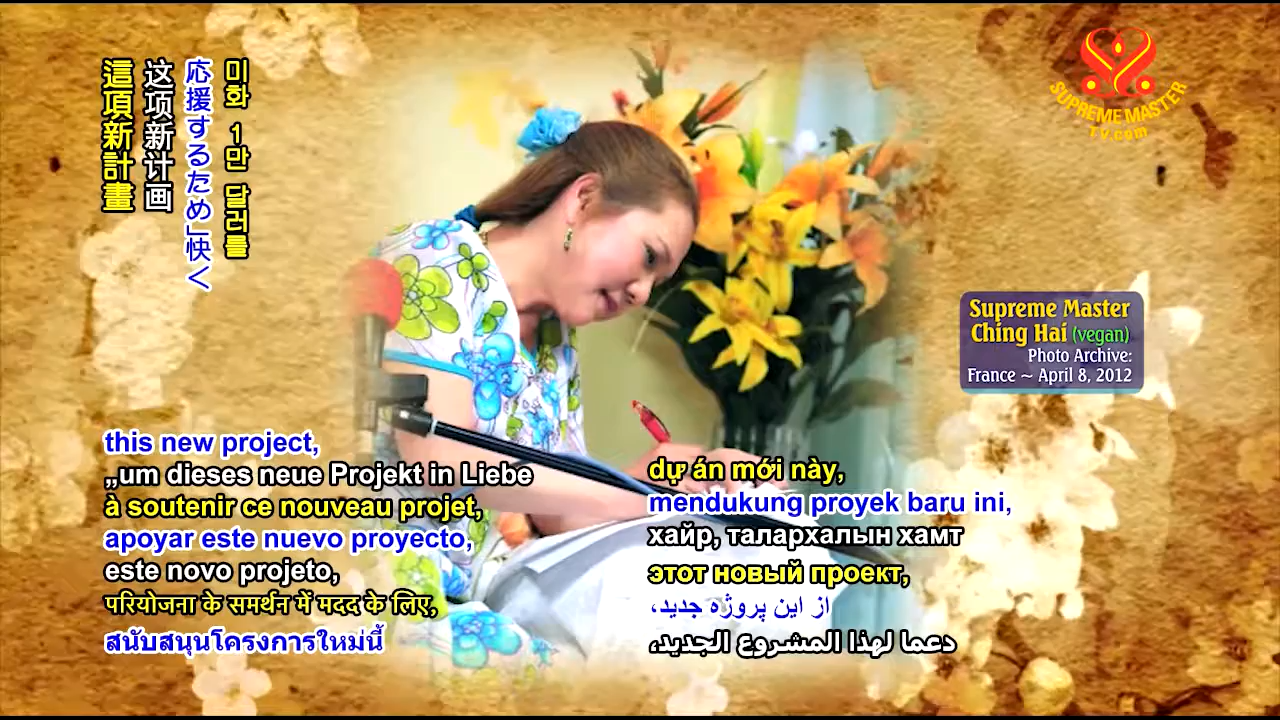 這項新計畫
这项新计画
応援するため」快く
미화 1만 달러를
SUPREME MASTER
TV.com
Supreme Master
Ching Hai (vegan)
Photo Archive:
France ~ April 8, 2012
this new project,
„um dieses neue Projekt in Liebe
à soutenir ce nouveau projet,
apoyar este nuevo proyecto,
este novo projeto,
परियोजना के समर्थन में मदद के लिए,
สนับสนุนโครงการใหม่นี้
dự án mới này,
mendukung proyek baru ini,
хайр, талархалын хамт
этот новый проект,
از این پروژه جدید،
دعما لهذا المشروع الجديد،